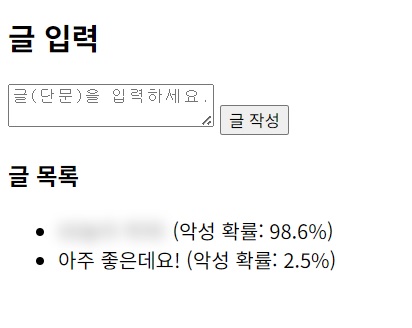 글 입력
글(단문)을 입력하세요.
글 작성
글 목록
(악성 확률: 98.6%)
아주 좋은데요! (악성 확률: 2.5%)